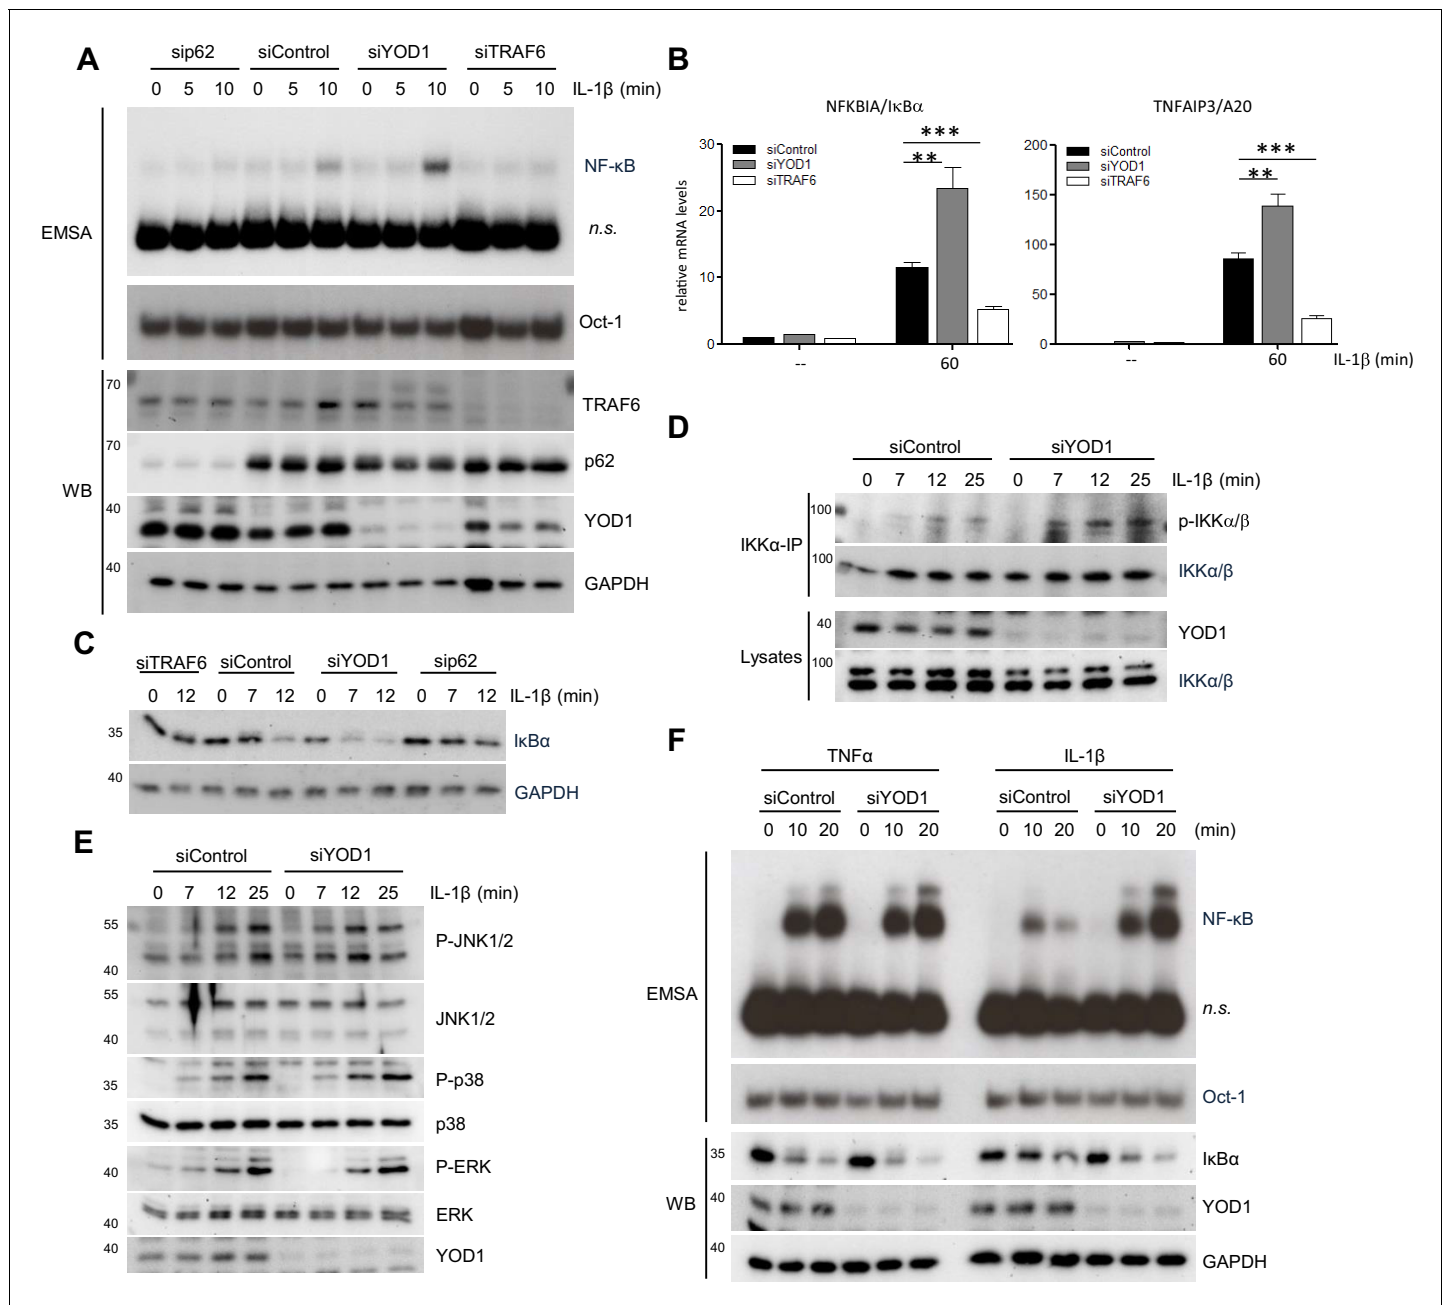 A
sip62 siControl siYOD1 siTRAF6
0 5 10 0 5 10 0 5 10 0 5 10 IL-1β (min)
NF-κB
EMSA
n.s.
Oct-1
WB
70
TRAF6
70
p62
40
YOD1
40
GAPDH
B
NFKBIA/IκBα
relative mRNA levels
30
20
10
0
siControl
siYOD1
siTRAF6
***
**
-- 60
TNFAIP3/A20
200
150
100
50
0
siControl
siYOD1
siTRAF6
***
**
-- 60 IL-1β (min)
C
siTRAF6 siControl siYOD1 sip62
0 12 0 7 12 0 7 12 0 7 12 IL-1β (min)
35
IκBα
40
GAPDH
D
siControl siYOD1
0 7 12 25 0 7 12 25 IL-1β (min)
IKKα-IP
100
p-IKKα/β
100
IKKα/β
Lysates
40
YOD1
100
IKKα/β
E
siControl siYOD1
0 7 12 25 0 7 12 25 IL-1β (min)
55
P-JNK1/2
40
55
JNK1/2
40
P-p38
35
35
p38
P-ERK
40
ERK
40
40
YOD1
F
TNFα IL-1β
siControl siYOD1 siControl siYOD1
0 10 20 0 10 20 0 10 20 0 10 20 (min)
NF-κB
EMSA
n.s.
Oct-1
WB
35
IκBα
40
YOD1
40
GAPDH